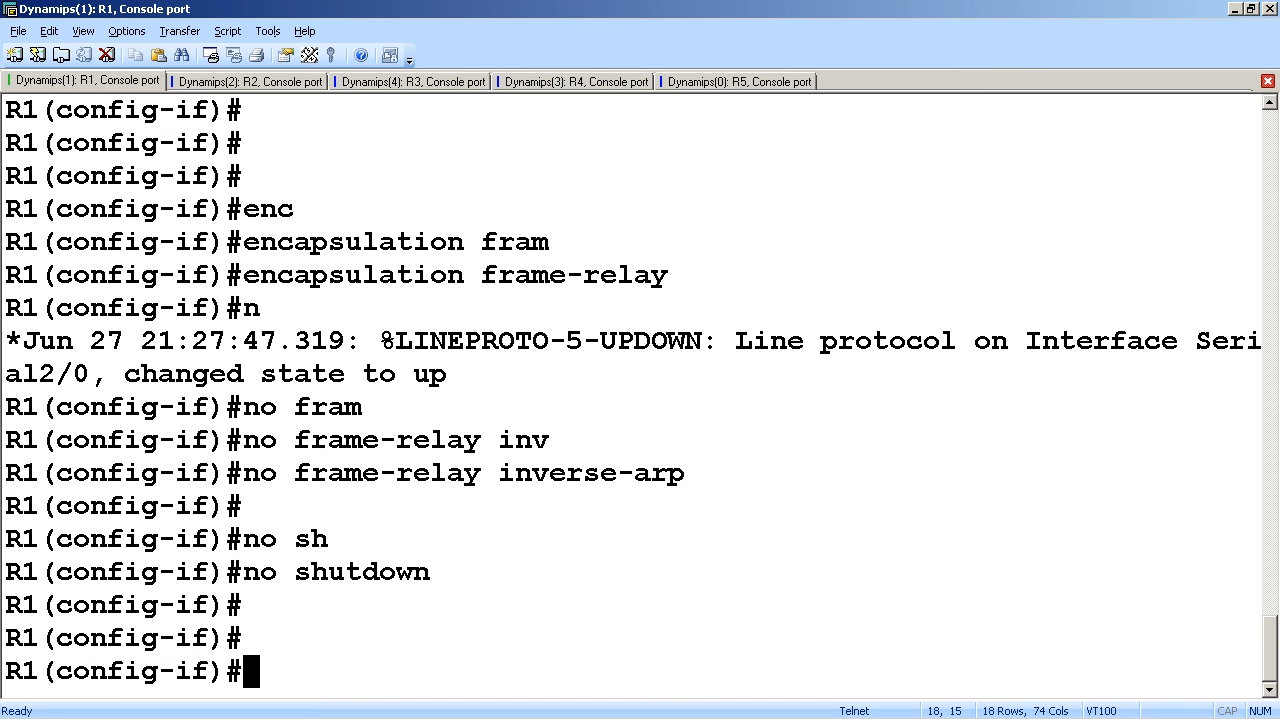 Dynamips(1): R1, Console port
File Edit View Options Transfer Script Tools Help
Dynamips(1): R1, Console port Dynamips(2): R2, Console port Dynamips(4): R3, Console port Dynamips(3): R4, Console port Dynamips(0): R5, Console port
R1(config-if)#
R1(config-if)#
R1(config-if)#
R1(config-if)#enc
R1(config-if)#encapsulation fram
R1(config-if)#encapsulation frame-relay
R1(config-if)#n
*Jun 27 21:27:47.319: %LINEPROTO-5-UPDOWN: Line protocol on Interface Seri
al2/0, changed state to up
R1(config-if)#no fram
R1(config-if)#no frame-relay inv
R1(config-if)#no frame-relay inverse-arp
R1(config-if)#
R1(config-if)#no sh
R1(config-if)#no shutdown
R1(config-if)#
R1(config-if)#
R1(config-if)#
Ready Telnet 18, 15 18 Rows, 74 Cols VT100 CAP NUM